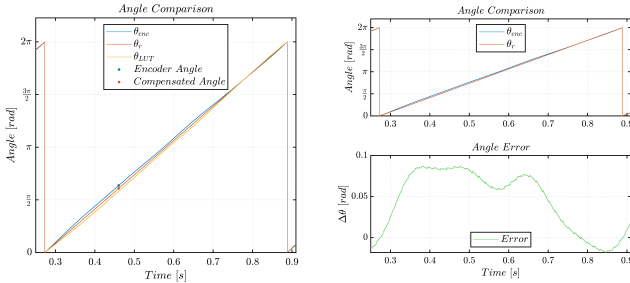 Angle Comparison
2π
3π/2
π
π/2
0
Angle [rad]
θenc
θr
θLUT
Encoder Angle
Compensated Angle
0.3 0.4 0.5 0.6 0.7 0.8 0.9
Time [s]
Angle Comparison
2π
3π/2
π
π/2
0
Angle [rad]
θenc
θr
0.3 0.4 0.5 0.6 0.7 0.8 0.9
Angle Error
0.1
0.05
0
Δθ [rad]
Error
0.3 0.4 0.5 0.6 0.7 0.8 0.9
Time [s]